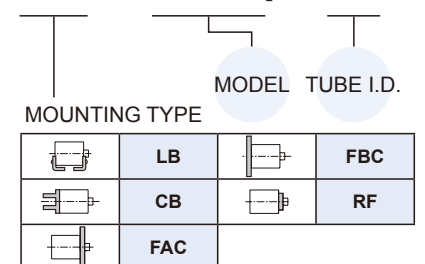 MODEL TUBE I.D.
MOUNTING TYPE
LB FBC
CB RF
FAC